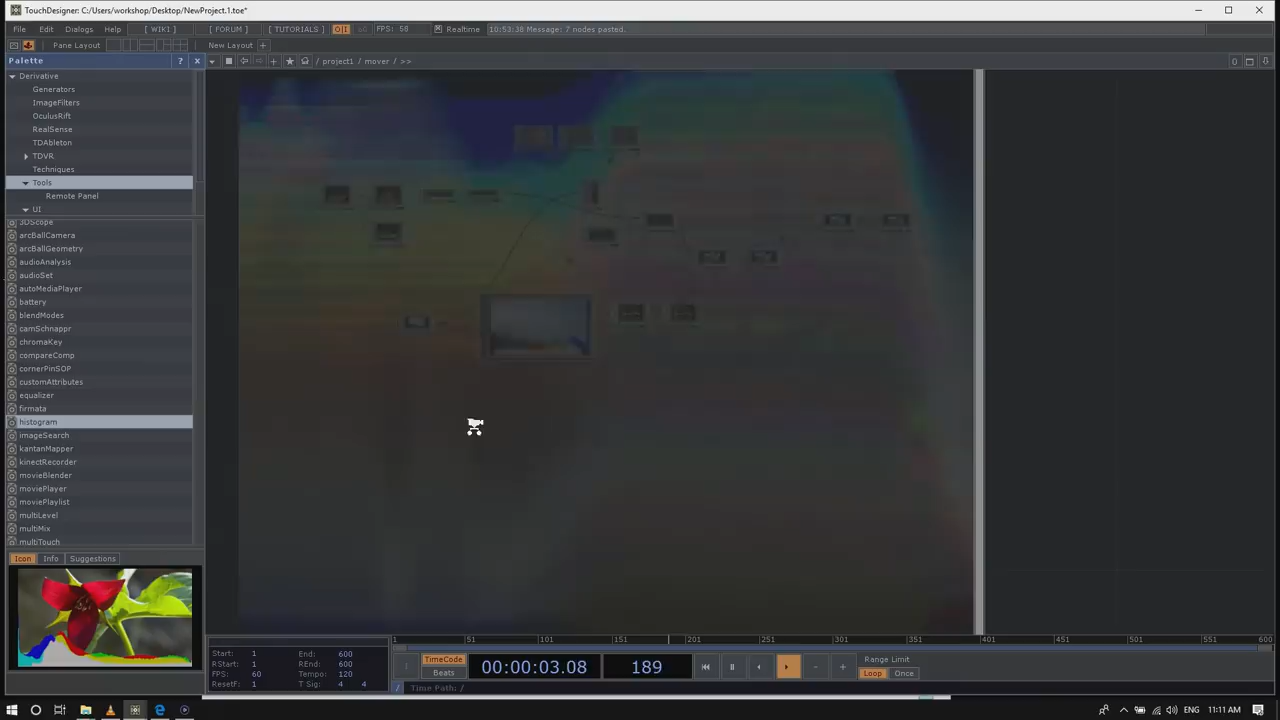 TouchDesigner: C:/Users/workshop/Desktop/NewProject.1.toe*
File Edit Dialogs Help [ WIKI ] [ FORUM ] [ TUTORIALS ] O|I FPS: 58 Realtime 10:53:38 Message: 7 nodes pasted.
Pane Layout New Layout +
Palette ? x / project1 / mover / >> 0
Derivative
Generators
ImageFilters
OculusRift
RealSense
TDAbleton
TDVR
Techniques
Tools
Remote Panel
UI
3DScope
arcBallCamera
arcBallGeometry
audioAnalysis
audioSet
autoMediaPlayer
battery
blendModes
camSchnappr
chromaKey
compareComp
cornerPinSOP
customAttributes
equalizer
firmata
histogram
imageSearch
kantanMapper
kinectRecorder
movieBlender
moviePlayer
moviePlaylist
multiLevel
multiMix
multiTouch
Icon Info Suggestions
1 51 101 151 201 251 301 351 401 451 501 551 600
Start: 1 End: 600
RStart: 1 REnd: 600
FPS: 60 Tempo: 120
ResetF: 1 T Sig: 4 4
TimeCode
Beats
00:00:03.08 189
Range Limit
Loop Once
/ Time Path: /
ENG 11:11 AM